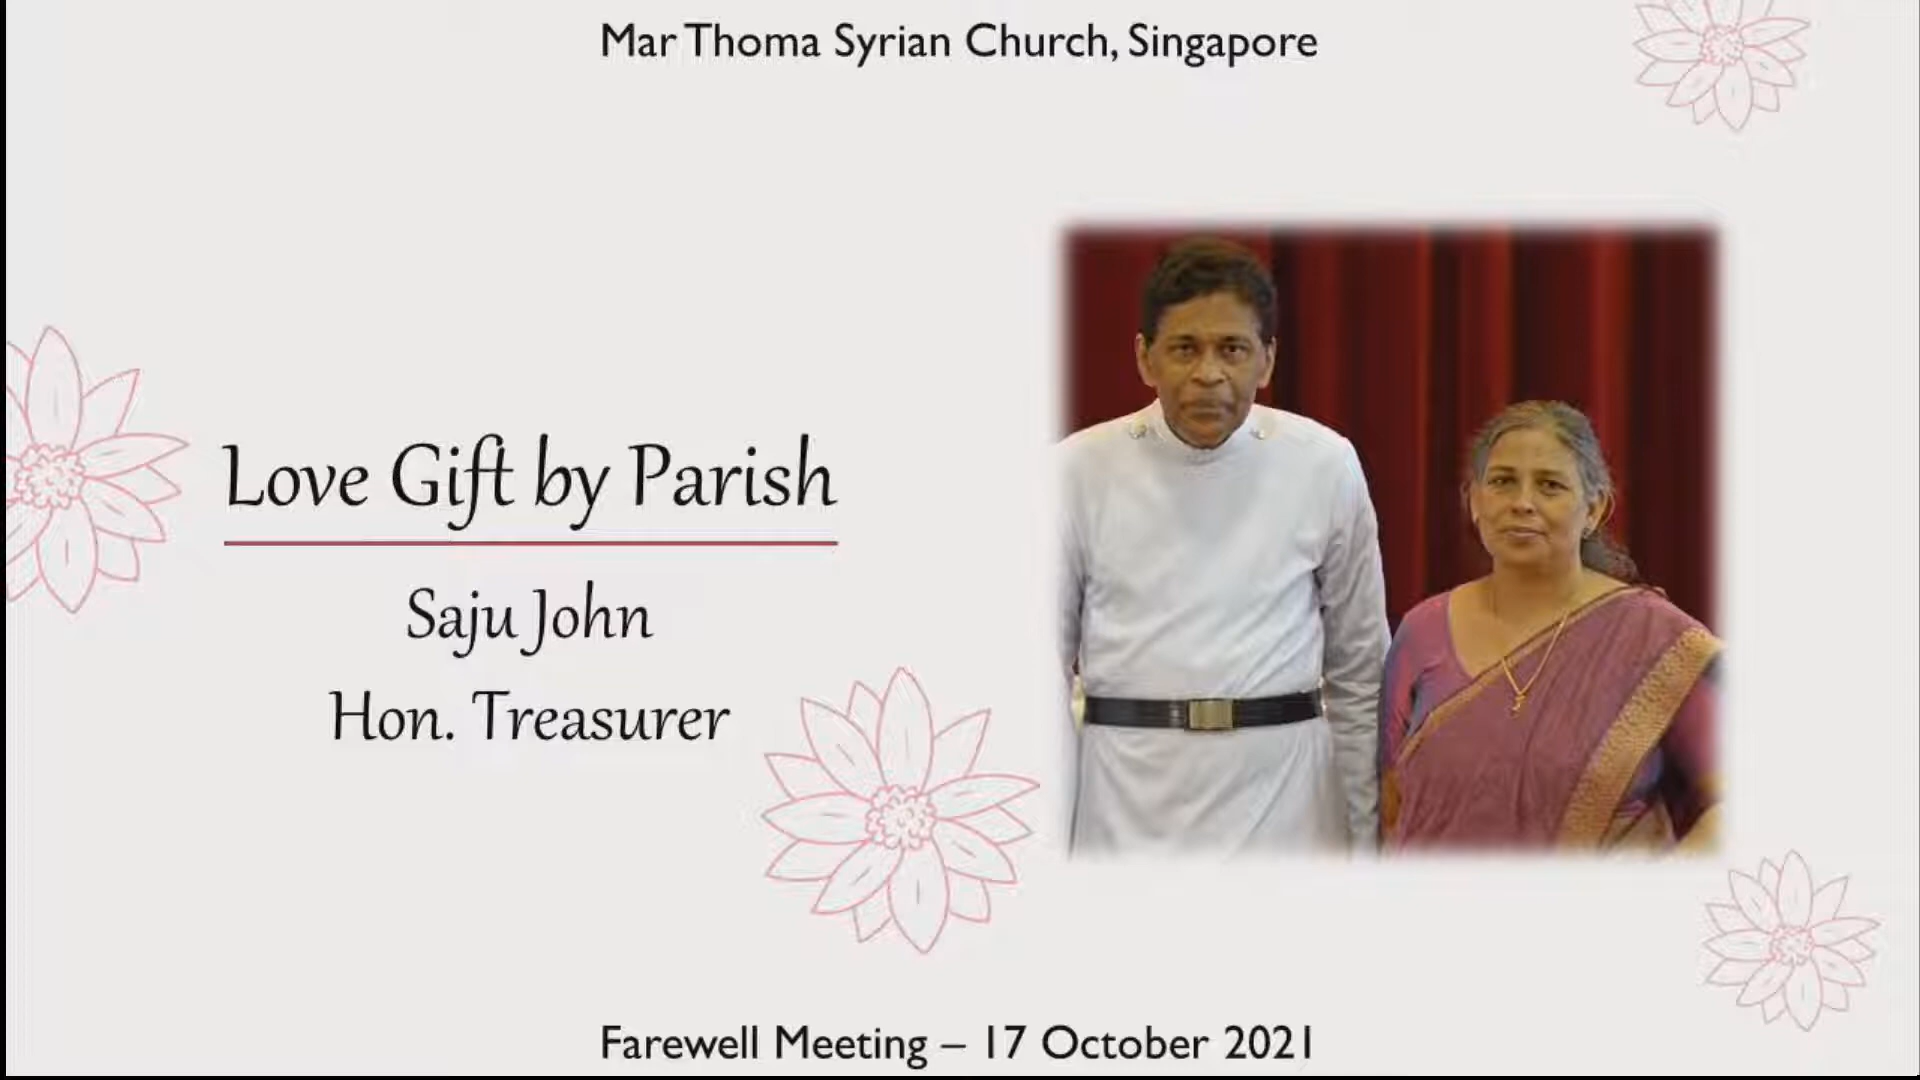 Mar Thoma Syrian Church, Singapore
Love Gift by Parish
Saju John
Hon. Treasurer
Farewell Meeting – 17 October 2021